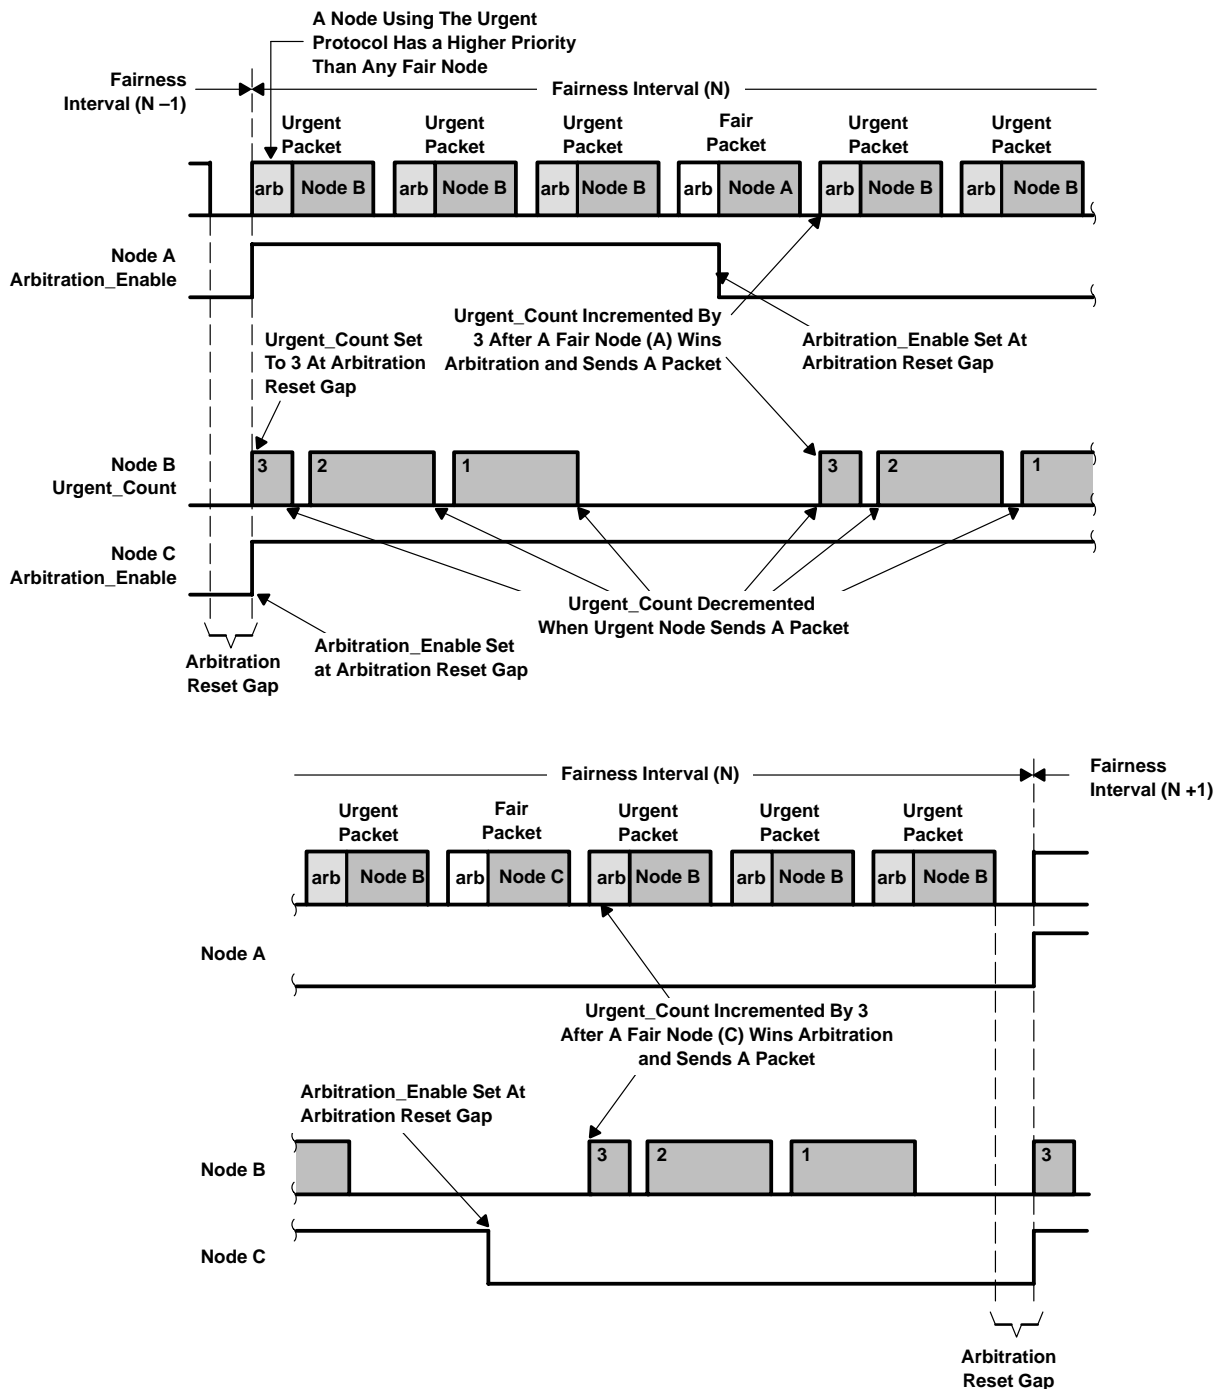 A Node Using The Urgent
Protocol Has a Higher Priority
Than Any Fair Node
Fairness
Interval (N –1)
Fairness Interval (N)
Urgent
Packet
Urgent
Packet
Urgent
Packet
Fair
Packet
Urgent
Packet
Urgent
Packet
arb Node B arb Node B arb Node B arb Node A arb Node B arb Node B
Node A
Arbitration_Enable
Urgent_Count Set
To 3 At Arbitration
Reset Gap
Urgent_Count Incremented By
3 After A Fair Node (A) Wins
Arbitration and Sends A Packet
Arbitration_Enable Set At
Arbitration Reset Gap
Node B
Urgent_Count
3 2 1 3 2 1
Node C
Arbitration_Enable
Urgent_Count Decremented
When Urgent Node Sends A Packet
Arbitration_Enable Set
at Arbitration Reset Gap
Arbitration
Reset Gap
Fairness Interval (N)
Fairness
Interval (N +1)
Urgent
Packet
Fair
Packet
Urgent
Packet
Urgent
Packet
Urgent
Packet
arb Node B arb Node C arb Node B arb Node B arb Node B
Node A
Urgent_Count Incremented By 3
After A Fair Node (C) Wins Arbitration
and Sends A Packet
Arbitration_Enable Set At
Arbitration Reset Gap
Node B
3 2 1 3
Node C
Arbitration
Reset Gap